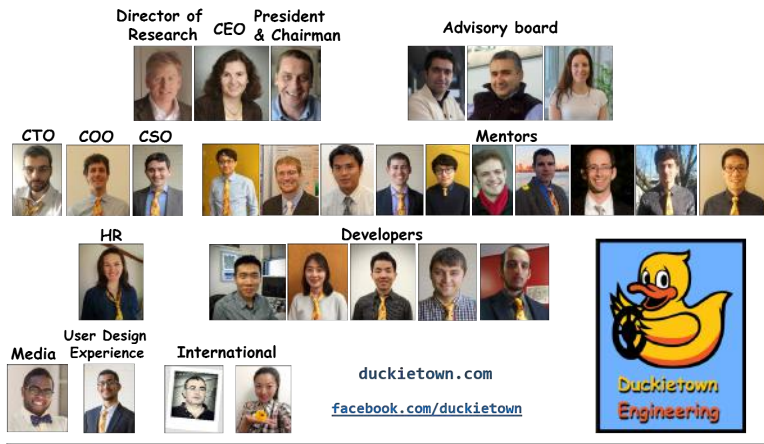 Director of
Research
CEO
President
& Chairman
Advisory board
CTO
COO
CSO
Mentors
HR
Developers
Media
User Design
Experience
International
duckietown.com
facebook.com/duckietown
Duckietown
Engineering